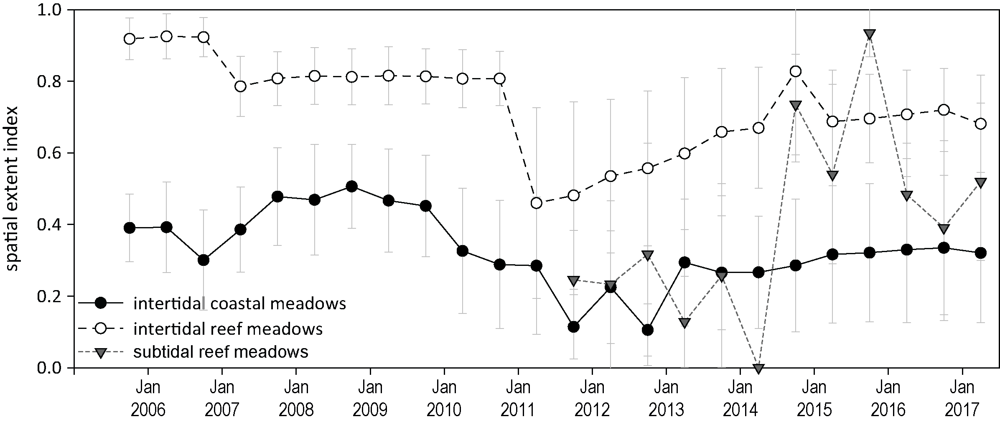 spatial extent index
1.0
0.8
0.6
0.4
0.2
0.0
intertidal coastal meadows
intertidal reef meadows
subtidal reef meadows
Jan Jan Jan Jan Jan Jan Jan Jan Jan Jan Jan Jan
2006 2007 2008 2009 2010 2011 2012 2013 2014 2015 2016 2017